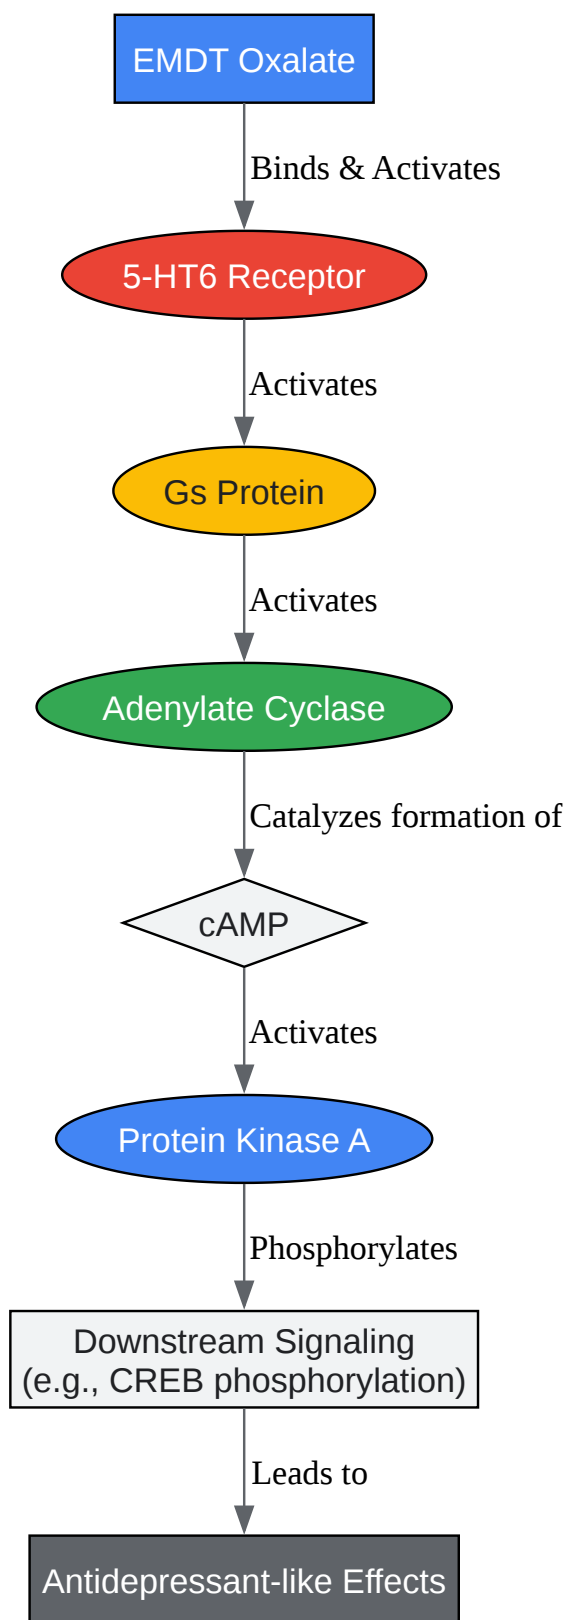 EMDT Oxalate
Binds & Activates
5-HT6 Receptor
Activates
Gs Protein
Activates
Adenylate Cyclase
Catalyzes formation of
cAMP
Activates
Protein Kinase A
Phosphorylates
Downstream Signaling
(e.g., CREB phosphorylation)
Leads to
Antidepressant-like Effects